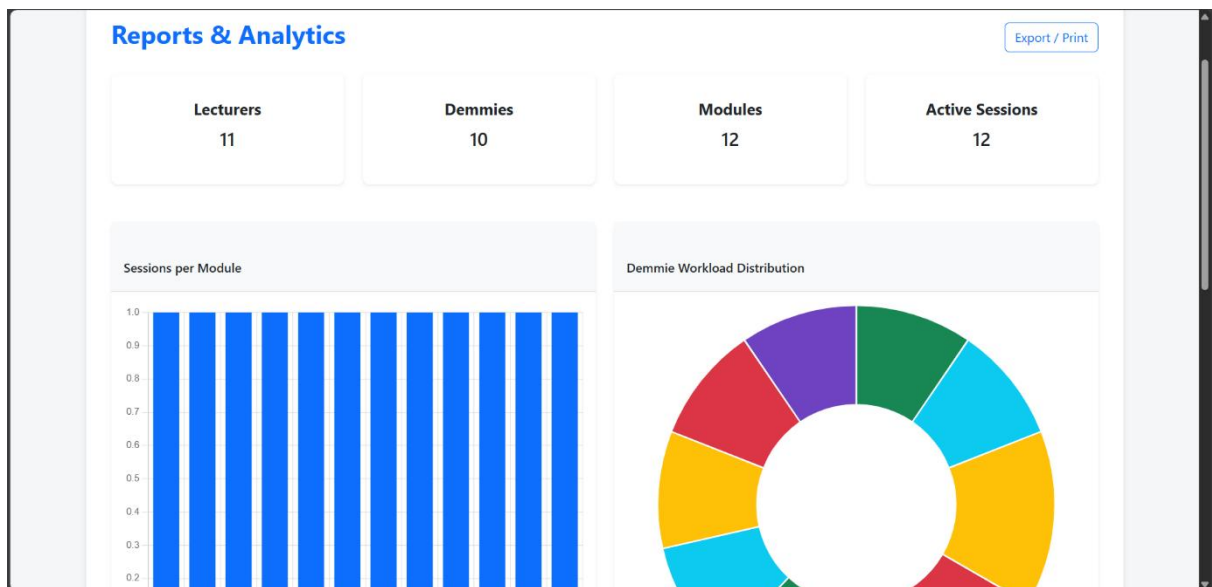 Reports & Analytics
Export / Print
Lecturers
11
Demmies
10
Modules
12
Active Sessions
12
Sessions per Module
1.0
0.9
0.8
0.7
0.6
0.5
0.4
0.3
0.2
Demmie Workload Distribution